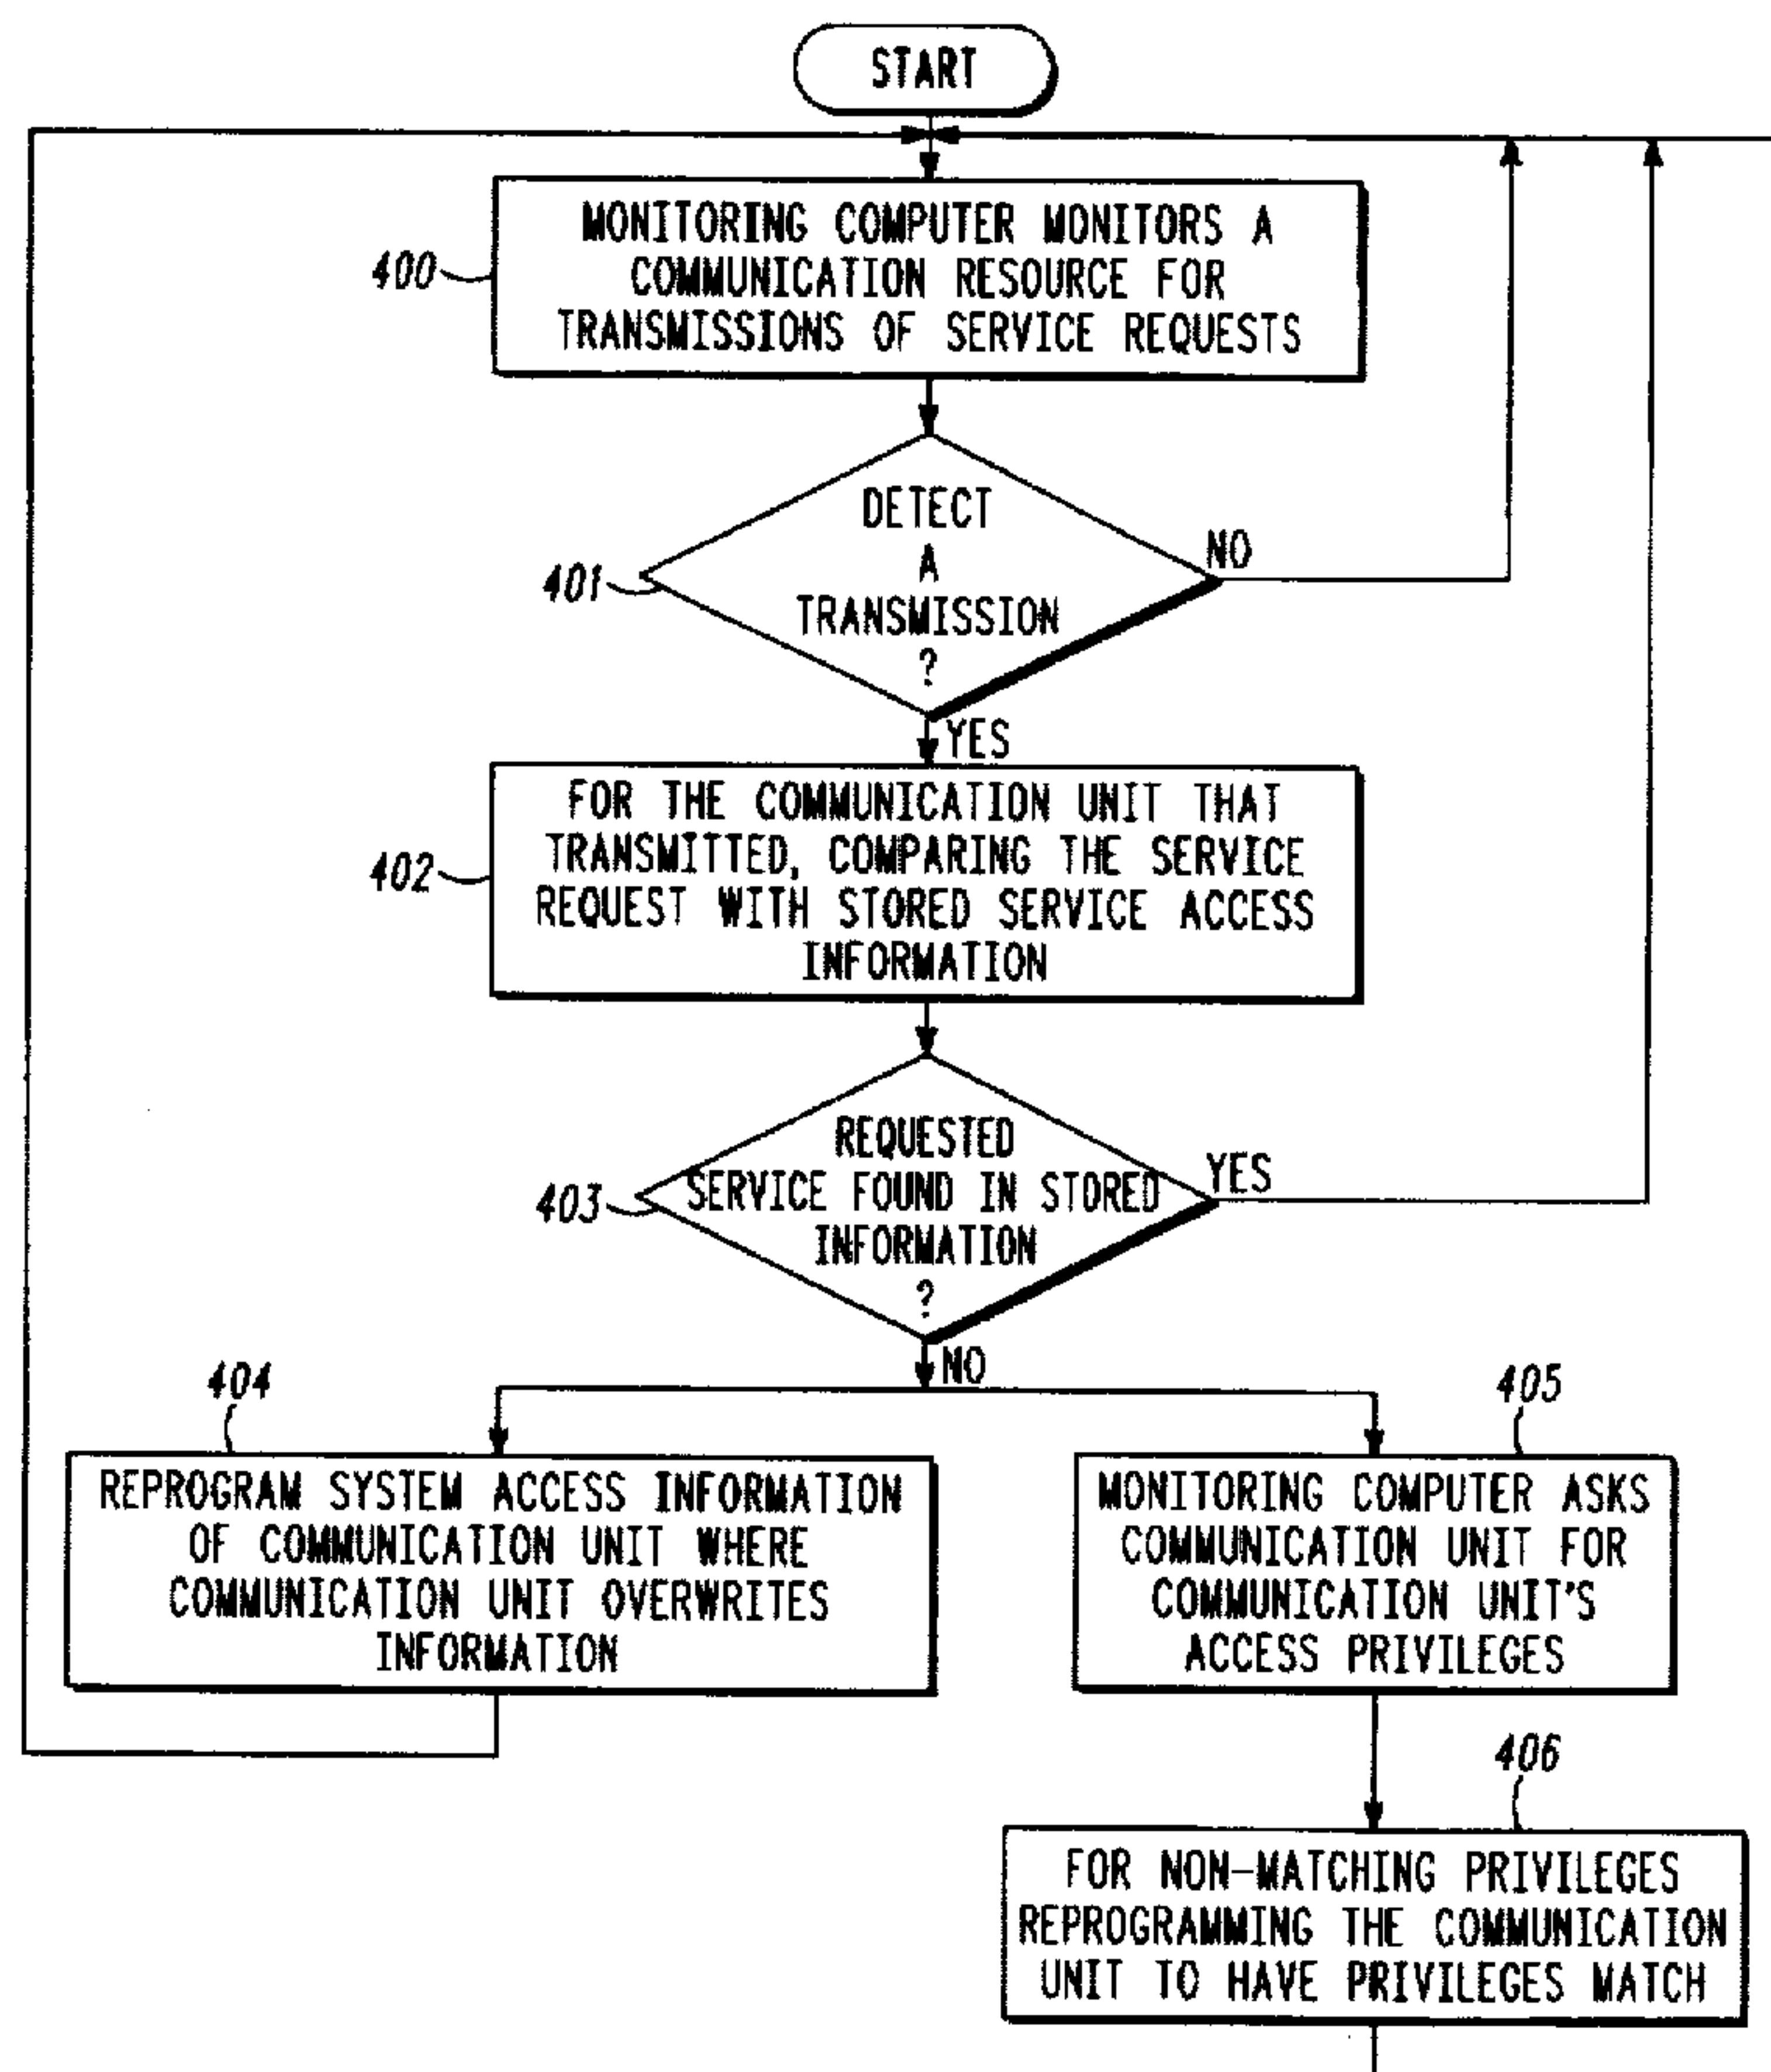 START
MONITORING COMPUTER MONITORS A
COMMUNICATION RESOURCE FOR
TRANSMISSIONS OF SERVICE REQUESTS
400
DETECT
A
TRANSMISSION
?
401
NO
YES
FOR THE COMMUNICATION UNIT THAT
TRANSMITTED, COMPARING THE SERVICE
REQUEST WITH STORED SERVICE ACCESS
INFORMATION
402
REQUESTED
SERVICE FOUND IN STORED
INFORMATION
?
403
YES
NO
404
REPROGRAM SYSTEM ACCESS INFORMATION
OF COMMUNICATION UNIT WHERE
COMMUNICATION UNIT OVERWRITES
INFORMATION
405
MONITORING COMPUTER ASKS
COMMUNICATION UNIT FOR
COMMUNICATION UNIT'S
ACCESS PRIVILEGES
406
FOR NON-MATCHING PRIVILEGES
REPROGRAMMING THE COMMUNICATION
UNIT TO HAVE PRIVILEGES MATCH